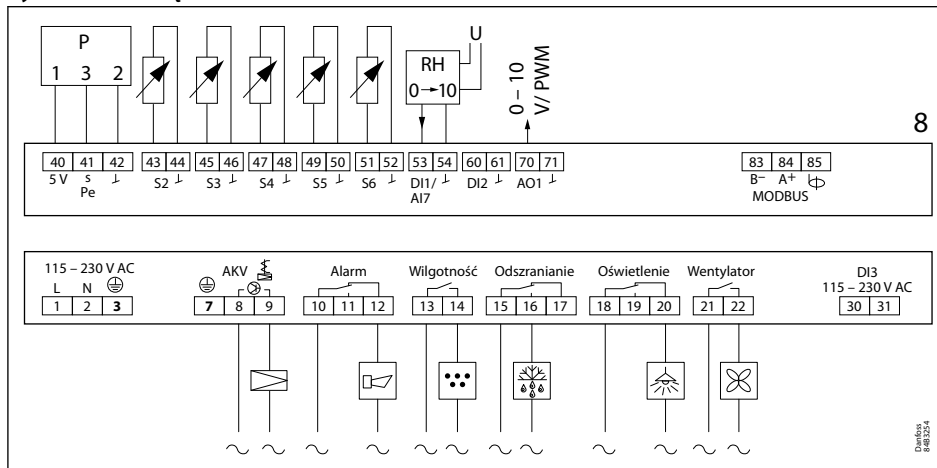 P
1 3 2
U
RH
0→10
0 – 10
V/ PWM
8
40 41 42 43 44 45 46 47 48 49 50 51 52 53 54 60 61 70 71 83 84 85
5 V s S2 S3 S4 S5 S6 DI1/ DI2 AO1 B– A+
Pe AI7 MODBUS
115 – 230 V AC AKV Alarm Wilgotność Odszranianie Oświetlenie Wentylator DI3
L N 115 – 230 V AC
1 2 3 7 8 9 10 11 12 13 14 15 16 17 18 19 20 21 22 30 31
Danfoss
84B3254